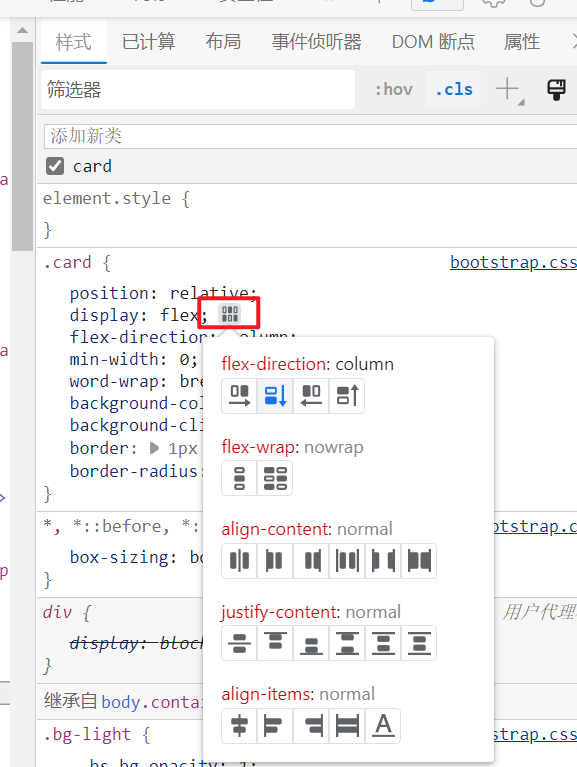 样式 已计算 布局 事件侦听器 DOM 断点 属性
筛选器 :hov .cls
添加新类
card
element.style {
}
.card { bootstrap.css
position: relative;
display: flex;
flex-direction: column;
min-width: 0;
word-wrap: bre
background-col
background-cli
border: 1px
border-radius:
}
flex-direction: column
flex-wrap: nowrap
align-content: normal
justify-content: normal
align-items: normal
A
*, *::before, *: otstrap.c
box-sizing: bo
}
div { 用户代理
display: block
}
继承自 body.conta
.bg-light { strap.css